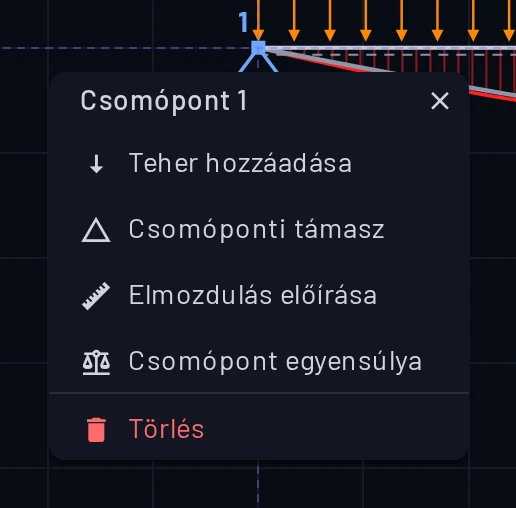 1
Csomópont 1
Teher hozzáadása
Csomóponti támasz
Elmozdulás előírása
Csomópont egyensúlya
Törlés